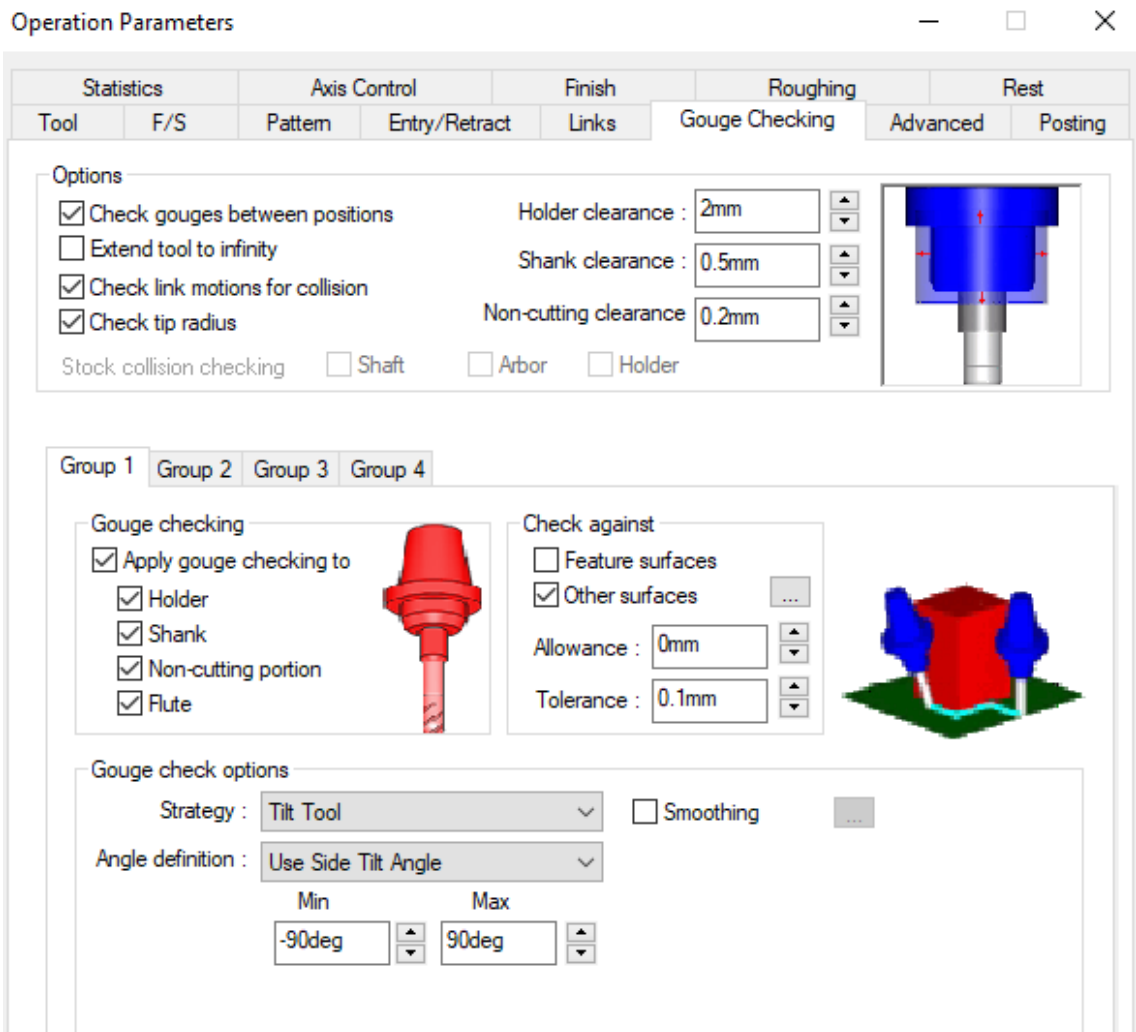 Operation Parameters
Statistics Axis Control Finish Roughing Rest
Tool F/S Pattern Entry/Retract Links Gouge Checking Advanced Posting
Options
Check gouges between positions Holder clearance : 2mm
Extend tool to infinity Shank clearance : 0.5mm
Check link motions for collision
Check tip radius Non-cutting clearance 0.2mm
Stock collision checking Shaft Arbor Holder
Group 1 Group 2 Group 3 Group 4
Gouge checking Check against
Apply gouge checking to Feature surfaces
Holder Other surfaces ...
Shank Allowance : 0mm
Non-cutting portion
Flute Tolerance : 0.1mm
Gouge check options
Strategy : Tilt Tool Smoothing ...
Angle definition : Use Side Tilt Angle
Min Max
-90deg 90deg